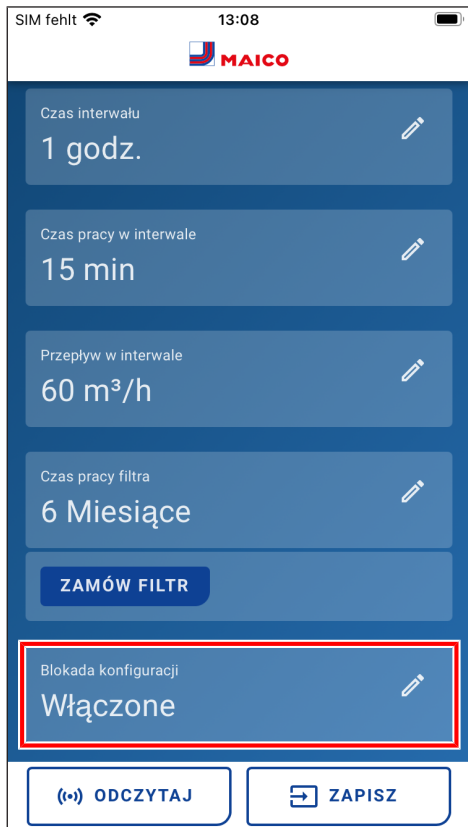 SIM fehlt 13:08
MAICO
Czas interwału
1 godz.
Czas pracy w interwale
15 min
Przepływ w interwale
60 m³/h
Czas pracy filtra
6 Miesiące
ZAMÓW FILTR
Blokada konfiguracji
Włączone
ODCZYTAJ ZAPISZ